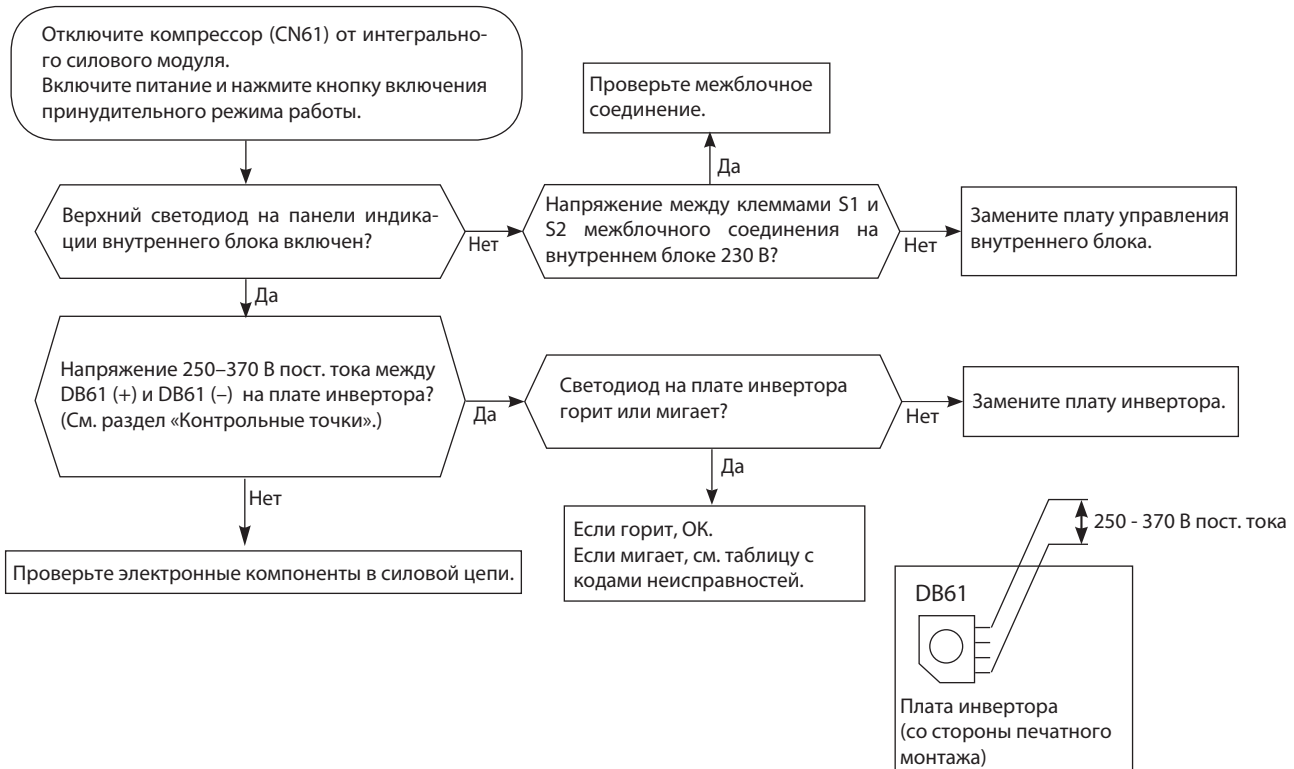 Отключите компрессор (CN61) от интегрально-
го силового модуля.
Включите питание и нажмите кнопку включения
принудительного режима работы.
Проверьте межблочное
соединение.
Да
Верхний светодиод на панели индика-
ции внутреннего блока включен?
Нет
Напряжение между клеммами S1 и
S2 межблочного соединения на
внутреннем блоке 230 В?
Нет
Замените плату управления
внутреннего блока.
Да
Напряжение 250–370 В пост. тока между
DB61 (+) и DB61 (–) на плате инвертора?
(См. раздел «Контрольные точки».)
Да
Светодиод на плате инвертора
горит или мигает?
Нет
Замените плату инвертора.
Да
Нет
Если горит, ОК.
Если мигает, см. таблицу с
кодами неисправностей.
Проверьте электронные компоненты в силовой цепи.
250 - 370 В пост. тока
DB61
Плата инвертора
(со стороны печатного
монтажа)